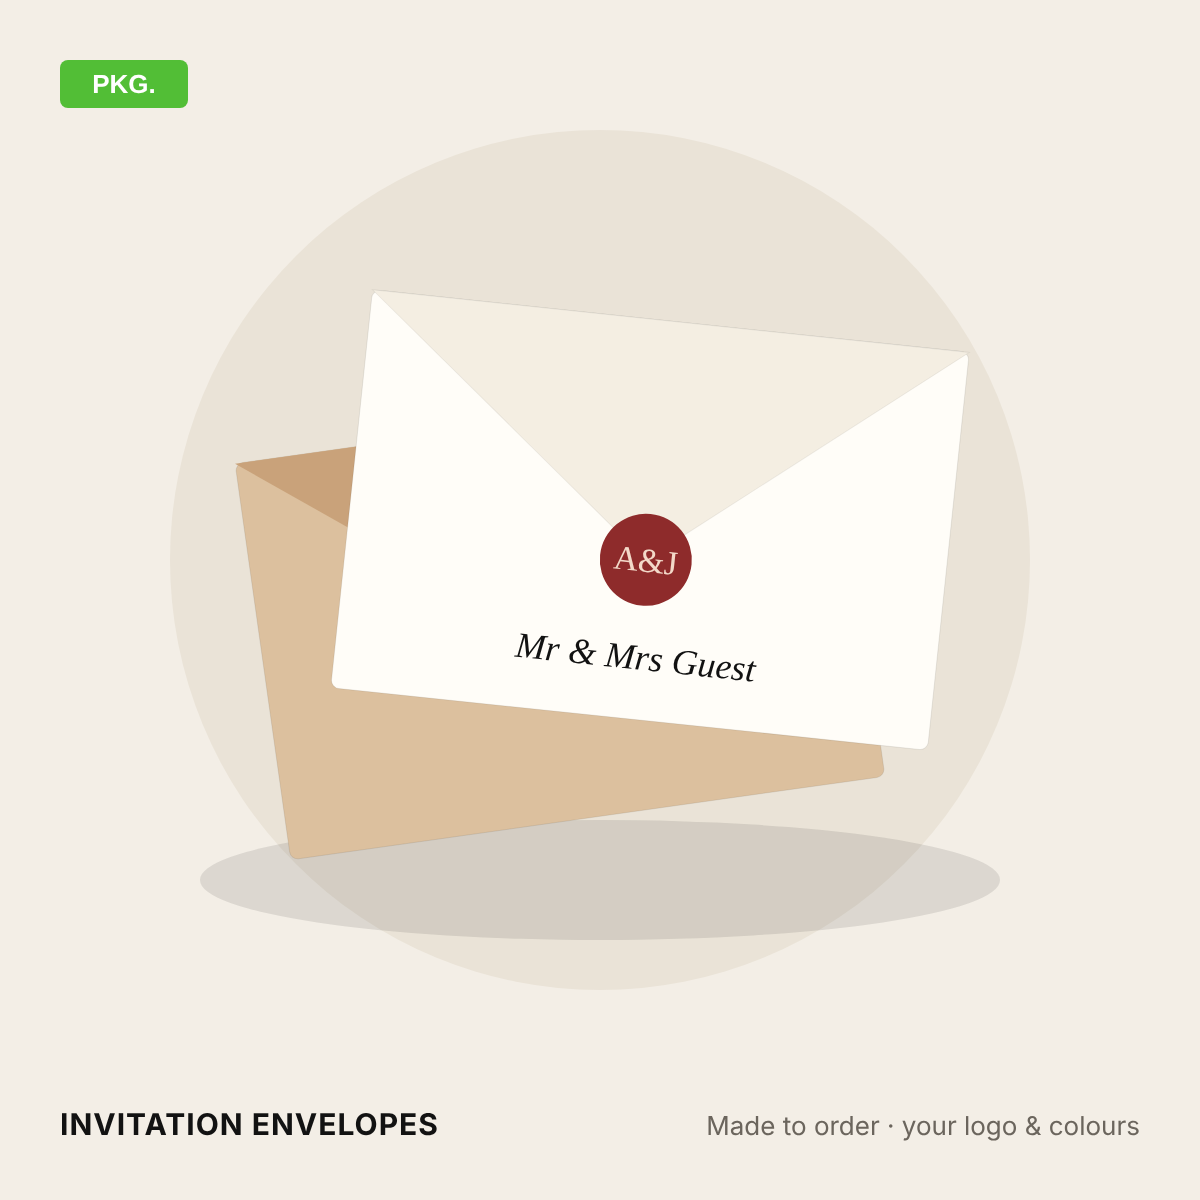 PKG.
A&J
Mr & Mrs Guest
INVITATION ENVELOPES
Made to order · your logo & colours